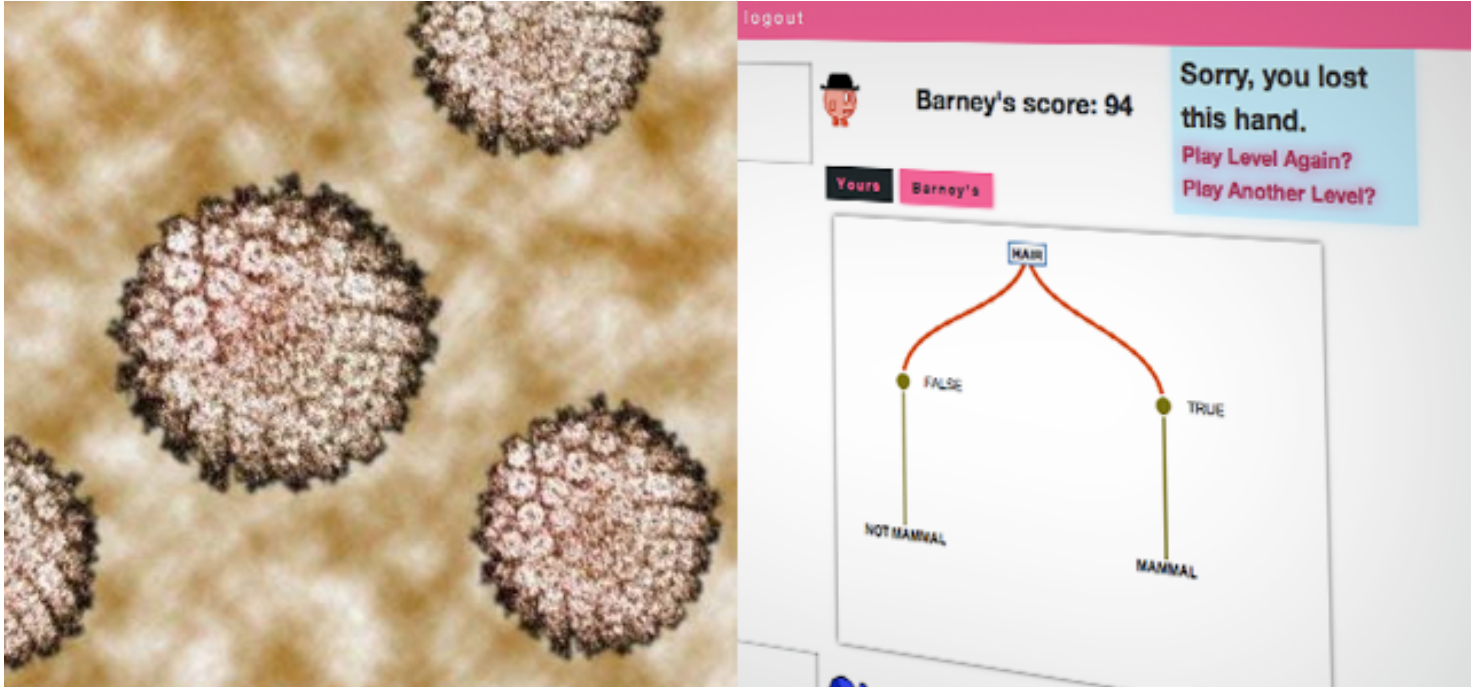 logout
Barney's score: 94
Sorry, you lost
this hand.
Play Level Again?
Play Another Level?
Yours
Barney's
HAIR
FALSE
TRUE
NOT MAMMAL
MAMMAL